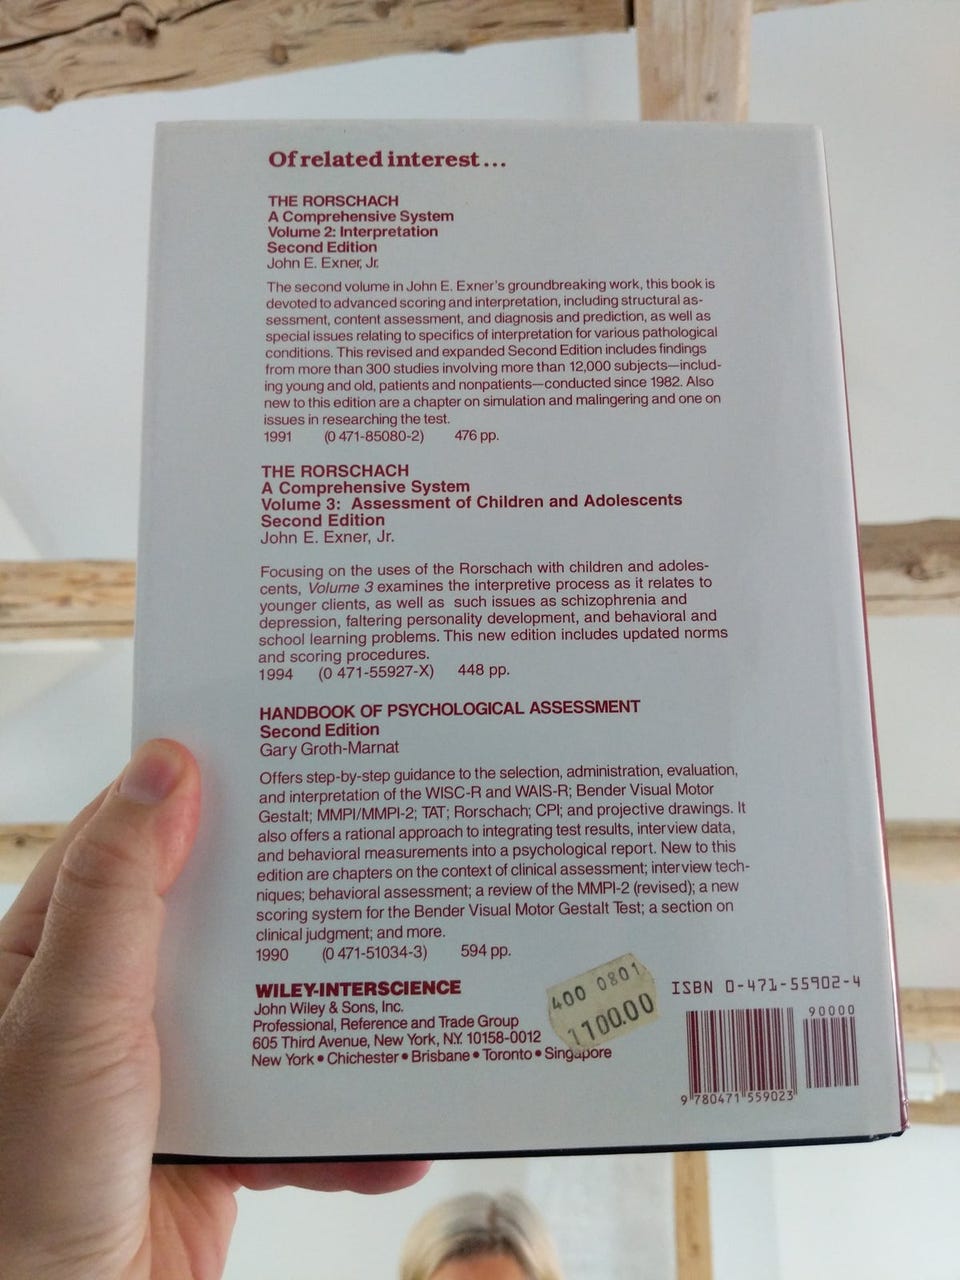 Of related interest...
THE RORSCHACH
A Comprehensive System
Volume 2: Interpretation
Second Edition
John E. Exner, Jr.
The second volume in John E. Exner's groundbreaking work, this book is
devoted to advanced scoring and interpretation, including structural as-
sessment, content assessment, and diagnosis and prediction, as well as
special issues relating to specifics of interpretation for various pathological
conditions. This revised and expanded Second Edition includes findings
from more than 300 studies involving more than 12,000 subjects—includ-
ing young and old, patients and nonpatients—conducted since 1982. Also
new to this edition are a chapter on simulation and malingering and one on
issues in researching the test.
1991 (0 471-85080-2) 476 pp.
THE RORSCHACH
A Comprehensive System
Volume 3: Assessment of Children and Adolescents
Second Edition
John E. Exner, Jr.
Focusing on the uses of the Rorschach with children and adoles-
cents, Volume 3 examines the interpretive process as it relates to
younger clients, as well as such issues as schizophrenia and
depression, faltering personality development, and behavioral and
school learning problems. This new edition includes updated norms
and scoring procedures.
1994 (0 471-55927-X) 448 pp.
HANDBOOK OF PSYCHOLOGICAL ASSESSMENT
Second Edition
Gary Groth-Marnat
Offers step-by-step guidance to the selection, administration, evaluation,
and interpretation of the WISC-R and WAIS-R; Bender Visual Motor
Gestalt; MMPI/MMPI-2; TAT; Rorschach; CPI; and projective drawings. It
also offers a rational approach to integrating test results, interview data,
and behavioral measurements into a psychological report. New to this
edition are chapters on the context of clinical assessment; interview tech-
niques; behavioral assessment; a review of the MMPI-2 (revised); a new
scoring system for the Bender Visual Motor Gestalt Test; a section on
clinical judgment; and more.
1990 (0 471-51034-3) 594 pp.
WILEY-INTERSCIENCE
John Wiley & Sons, Inc.
Professional, Reference and Trade Group
605 Third Avenue, New York, N.Y. 10158-0012
New York • Chichester • Brisbane • Toronto • Singapore
400 0801
1100.00
ISBN 0-471-55902-4
90000
9 780471 559023